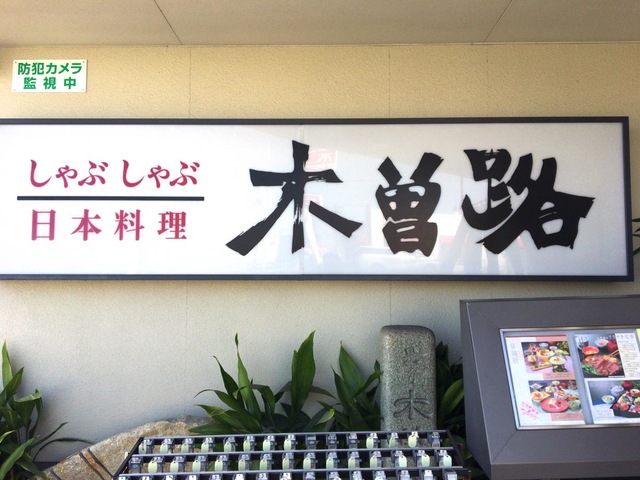 防犯カメラ
監視中
しゃぶしゃぶ
日本料理
木曽路
木